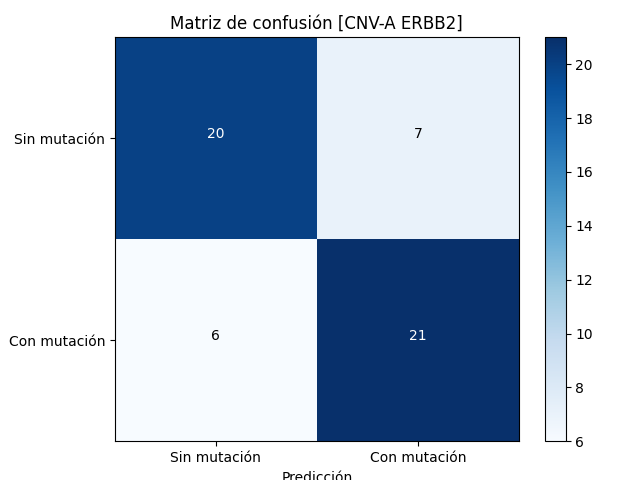 Matriz de confusión [CNV-A ERBB2]
Sin mutación
20
7
Con mutación
6
21
Sin mutación
Con mutación
Predicción
20
18
16
14
12
10
8
6